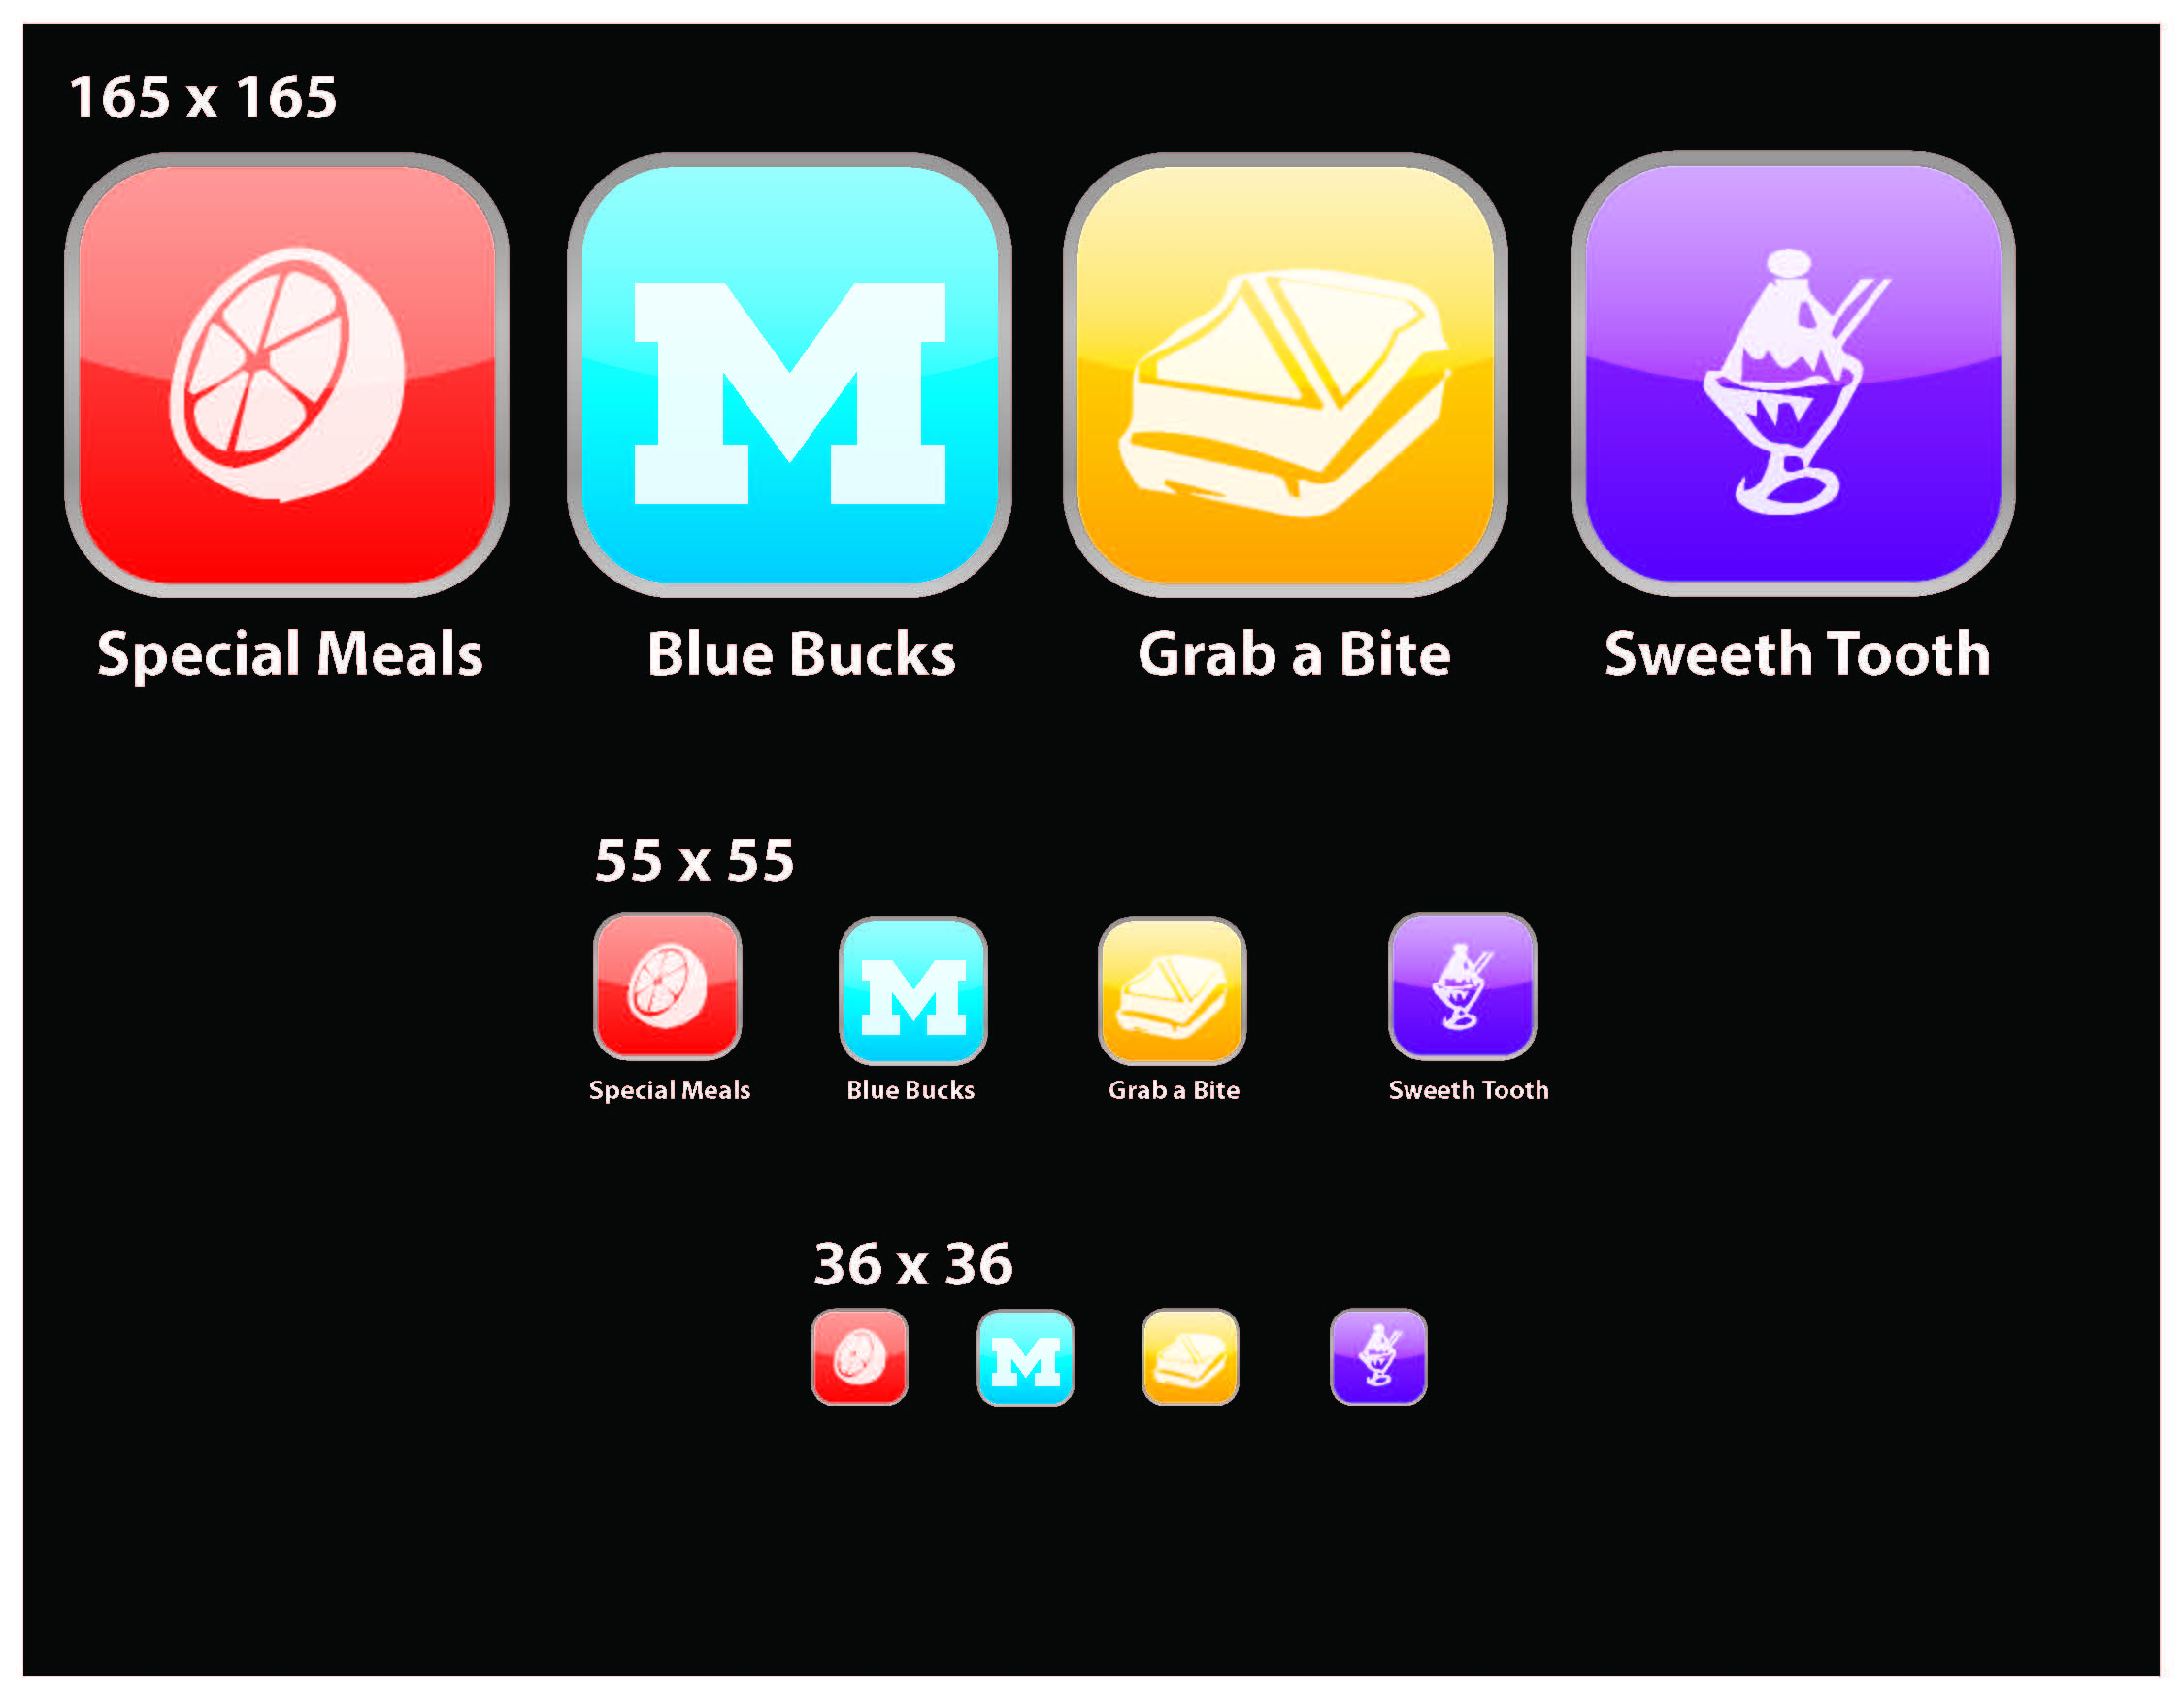 165 x 165
M
Special Meals Blue Bucks Grab a Bite Sweeth Tooth
55 x 55
M
Special Meals Blue Bucks Grab a Bite Sweeth Tooth
36 x 36
M